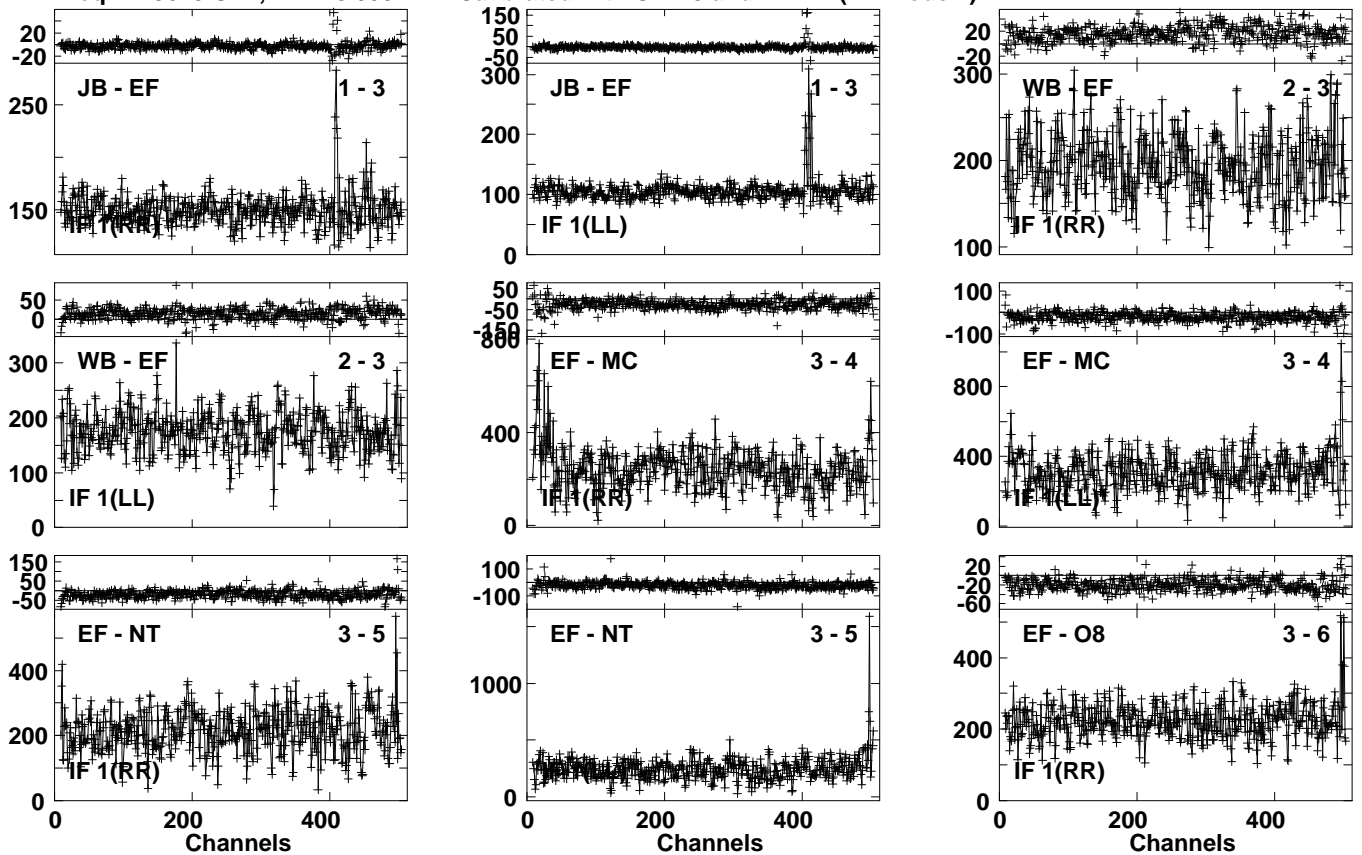 150
20
-20
50
-50
20
-20
JB - EF 1 - 3
JB - EF 1 - 3
WB - EF 2 - 3
250
150
300
200
100
0
300
200
100
IF 1(RR)
IF 1(LL)
IF 1(RR)
50
0
50
-50
-150
100
-100
WB - EF 2 - 3
EF - MC 3 - 4
EF - MC 3 - 4
300
200
100
0
800
400
0
800
400
0
IF 1(LL)
IF 1(RR)
IF 1(LL)
150
50
-50
100
-100
20
-20
-60
EF - NT 3 - 5
EF - NT 3 - 5
EF - O8 3 - 6
400
200
0
1000
0
400
200
0
IF 1(RR)
IF 1(RR)
0 200 400
0 200 400
0 200 400
Channels
Channels
Channels